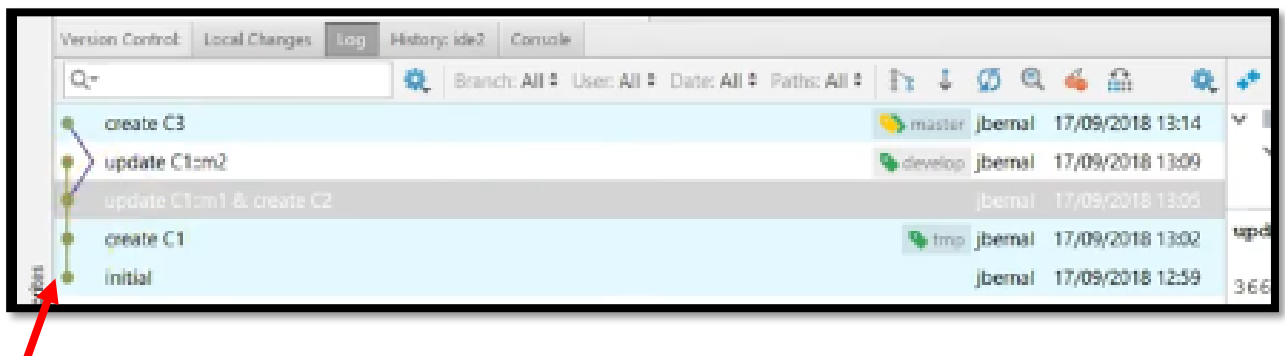 Version Control: Local Changes Log History: ide2 Console
Branch: All User: All Date: All Paths: All
create C3 master jbernal 17/09/2018 13:14
update C1:m2 develop jbernal 17/09/2018 13:09
update C1:m1 & create C2 jbernal 17/09/2018 13:05
create C1 tmp jbernal 17/09/2018 13:02
upd
initial jbernal 17/09/2018 12:59
366